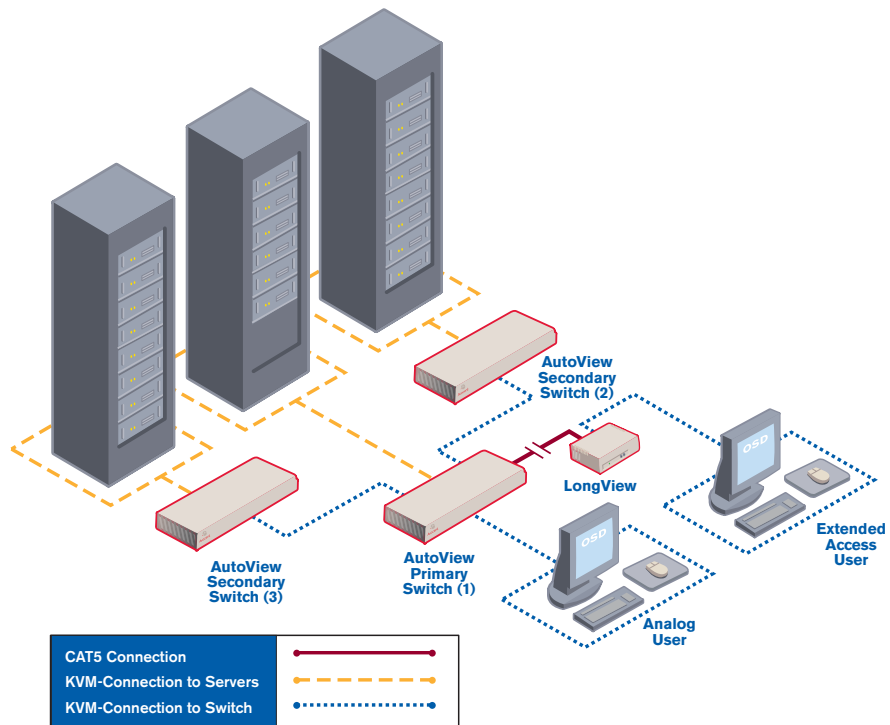 AutoView
Secondary
Switch (2)
OSD
LongView
OSD
Extended
Access
User
AutoView
Secondary
Switch (3)
AutoView
Primary
Switch (1)
Analog
User
CAT5 Connection
KVM-Connection to Servers
KVM-Connection to Switch